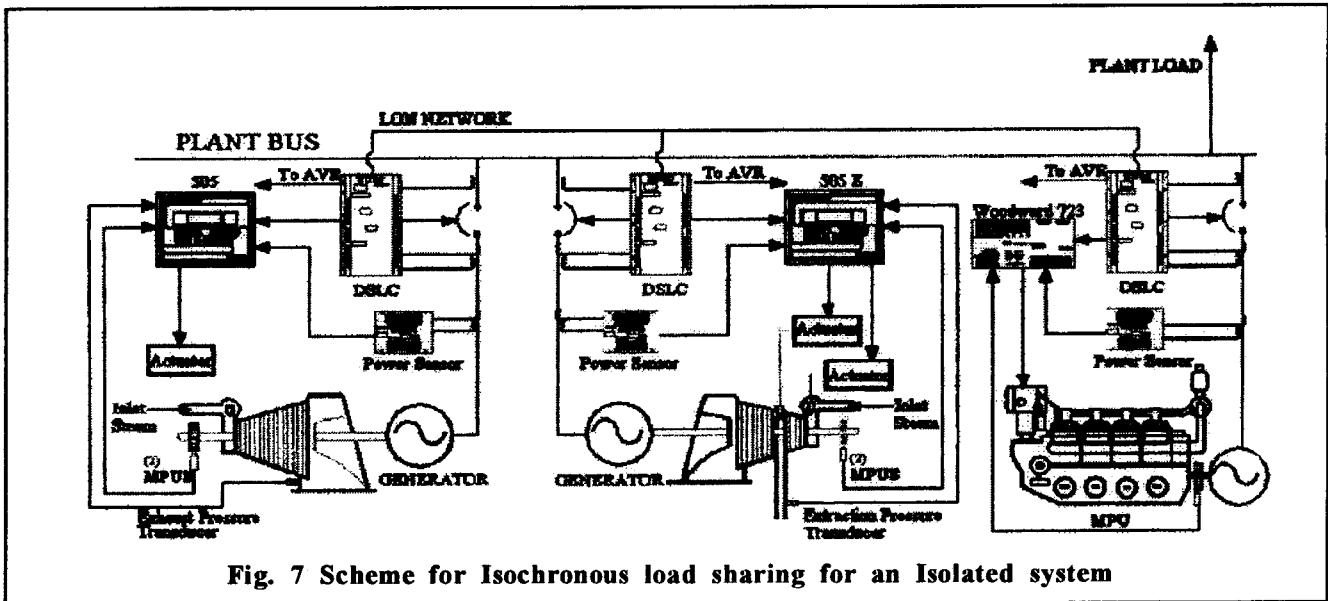 PLANT LOAD
LON NETWORK
PLANT BUS
505
To AVR
To AVR
505 E
To AVR
Woodward 723
DSLC
DSLC
DSLC
Actuator
Power Sensor
Power Sensor
Actuator
Actuator
Power Sensor
Inlet
Steam
(2)
MPUS
GENERATOR
GENERATOR
(2)
MPUS
Inlet
Steam
Exhaust Pressure
Transducer
Extraction Pressure
Transducer
MPU
Fig. 7 Scheme for Isochronous load sharing for an Isolated system